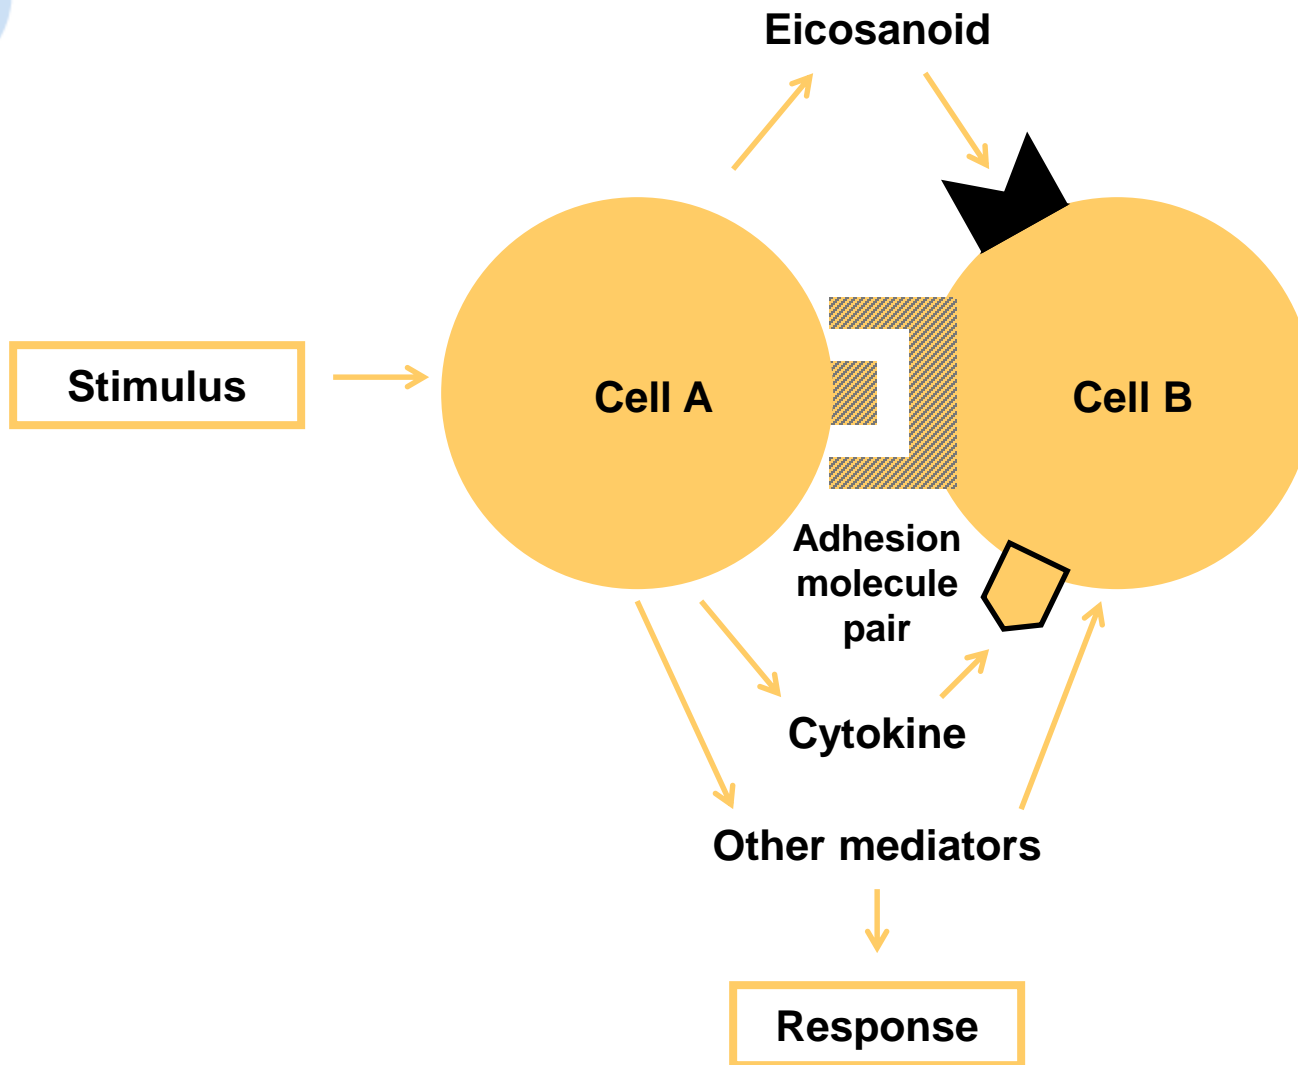 Eicosanoid
Stimulus
Cell A
Cell B
Adhesion
molecule
pair
Cytokine
Other mediators
Response